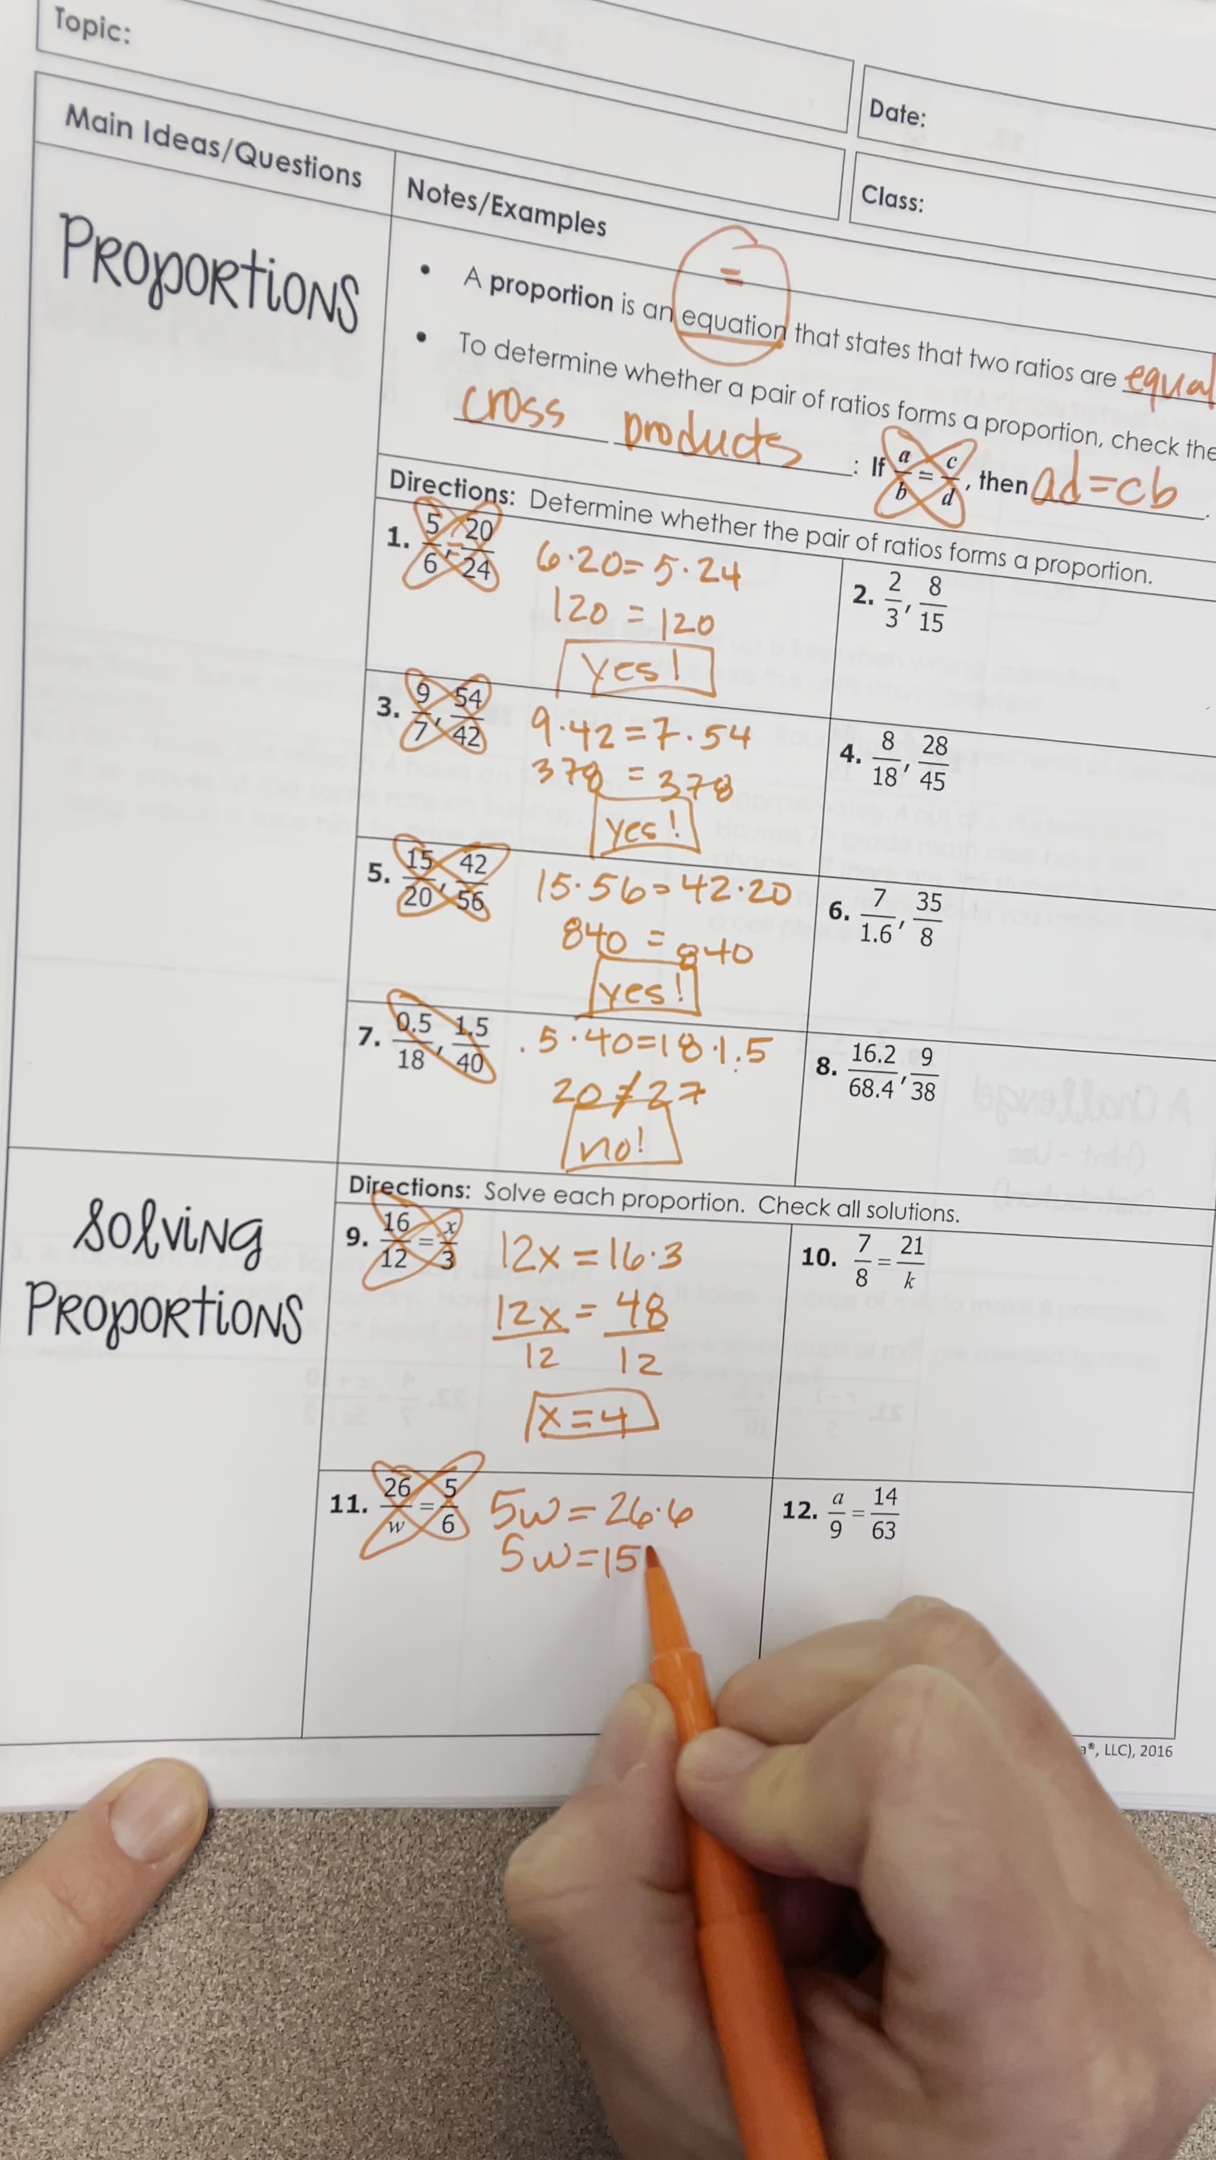 Topic:
Date:
Class:
Main Ideas/Questions
Notes/Examples
PROPORTIONS
=
• A proportion is an equation that states that two ratios are equal
• To determine whether a pair of ratios forms a proportion, check the
cross products : If a/b = c/d, then ad=cb.
Directions: Determine whether the pair of ratios forms a proportion.
1. 5/6, = 20/24
6·20=5·24
120 = 120
yes!
2. 2/3, 8/15
3. 9/7, 54/42
9·42=7·54
378 = 378
yes!
4. 8/18, 28/45
5. 15/20, 42/56
15·56=42·20
840 = 840
yes!
6. 7/1.6, 35/8
7. 0.5/18, 1.5/40
.5·40=18·1.5
20≠27
no!
8. 16.2/68.4, 9/38
SOLVING
PROPORTIONS
Directions: Solve each proportion. Check all solutions.
9. 16/12 = x/3
12x=16·3
12x = 48
12 12
x=4
10. 7/8 = 21/k
11. 26/w = 5/6
5w=26·6
5w=15
12. a/9 = 14/63
a®, LLC), 2016